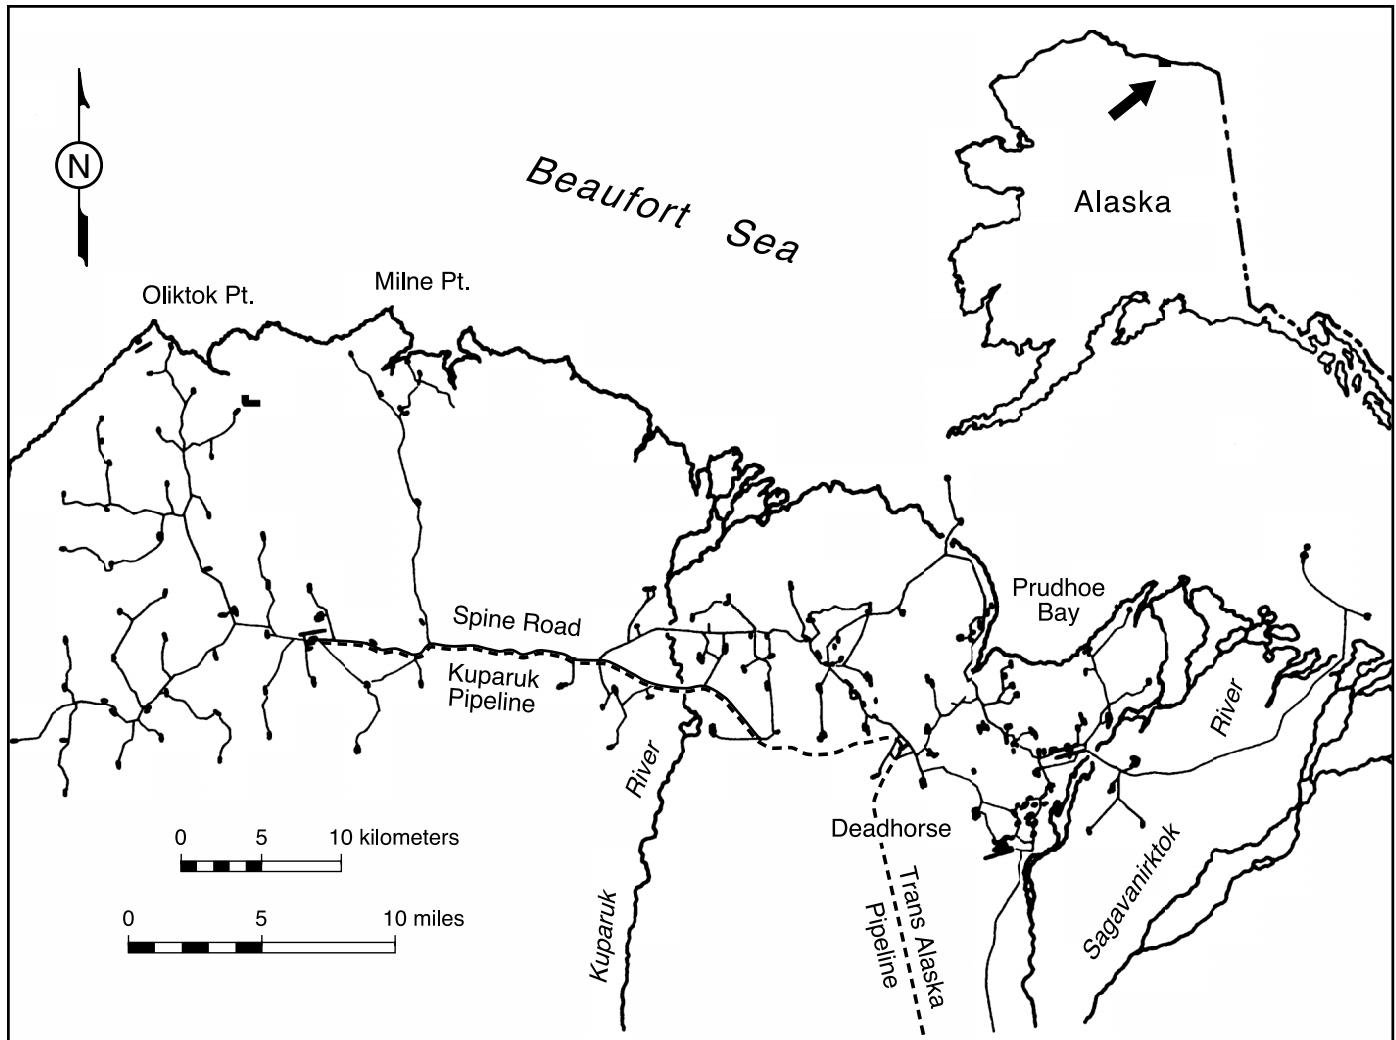 N
Beaufort Sea
Alaska
Oliktok Pt.
Milne Pt.
Prudhoe
Bay
Spine Road
Kuparuk
Pipeline
River
River
Deadhorse
0 5 10 kilometers
0 5 10 miles
Kuparuk
Trans Alaska
Pipeline
Sagavanirktok